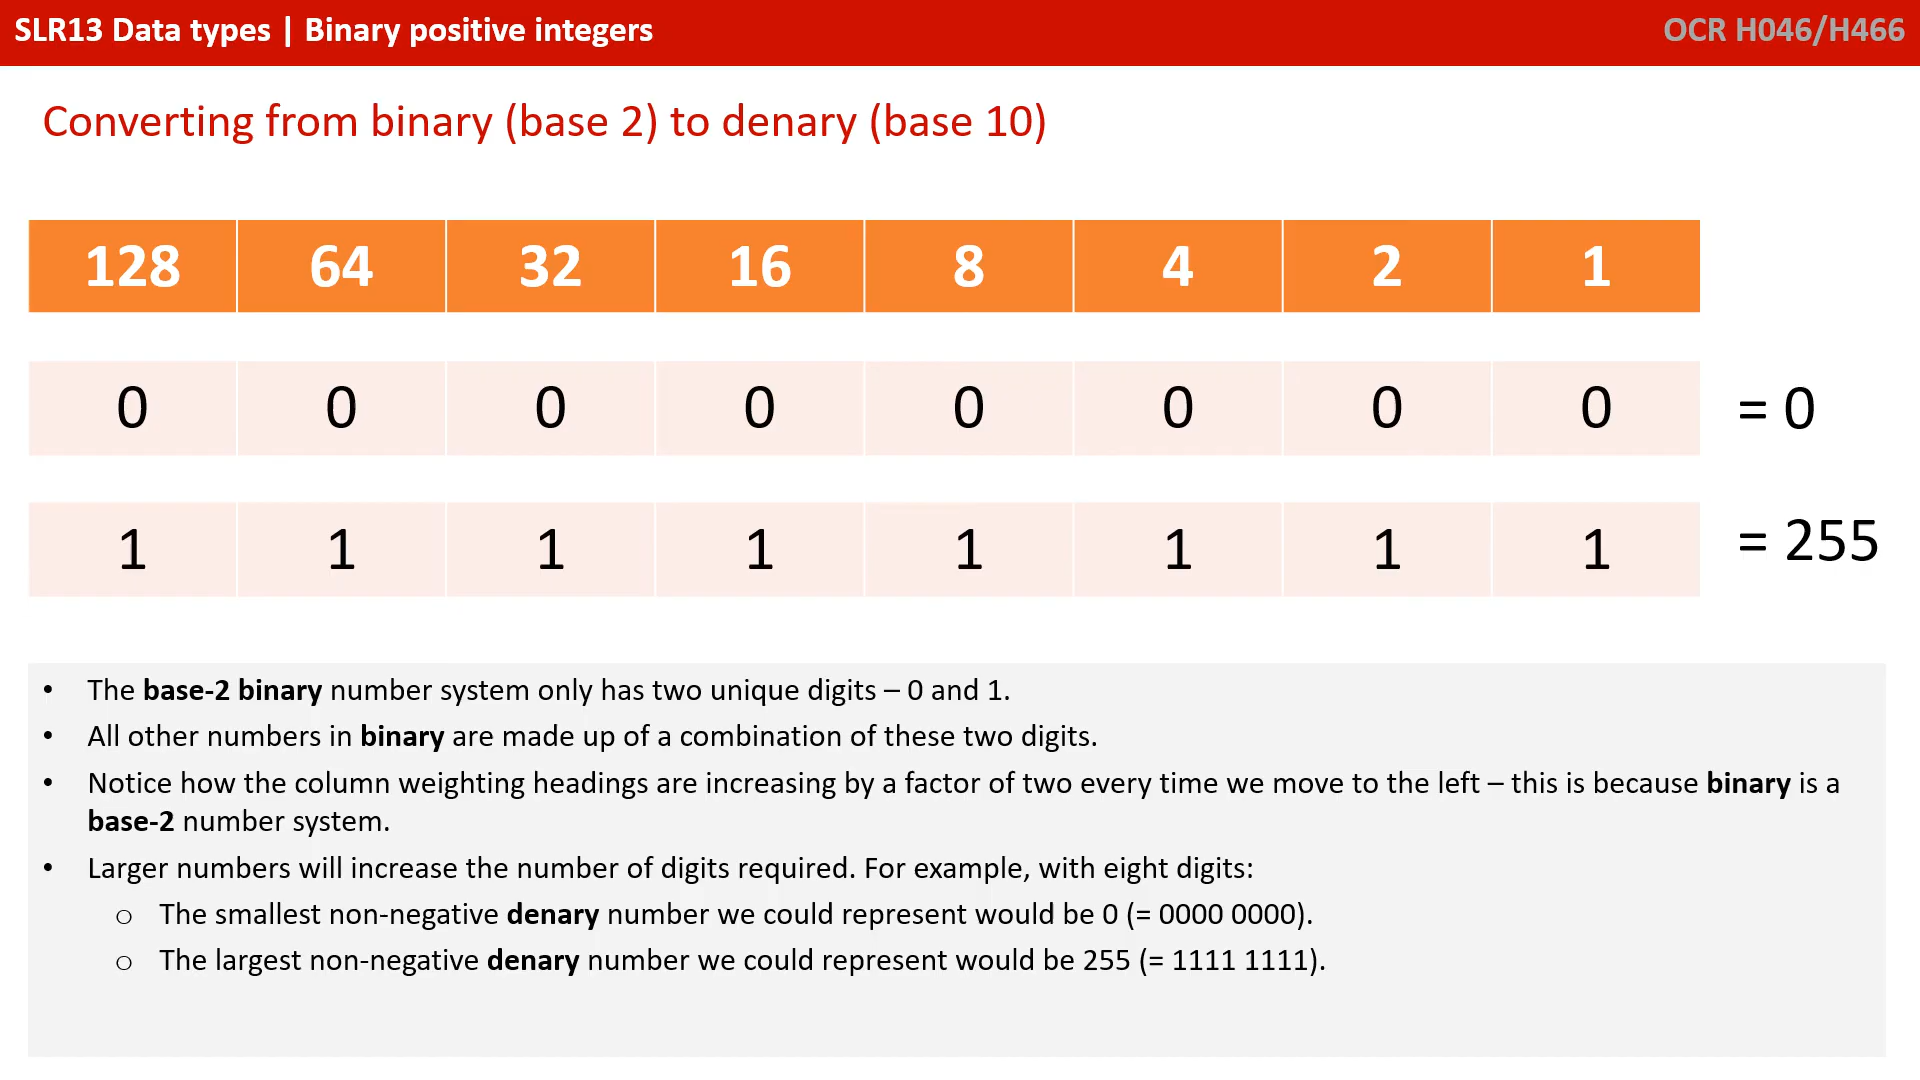 SLR13 Data types | Binary positive integers
OCR H046/H466
Converting from binary (base 2) to denary (base 10)
128 64 32 16 8 4 2 1
0 0 0 0 0 0 0 0 = 0
1 1 1 1 1 1 1 1 = 255
• The base-2 binary number system only has two unique digits – 0 and 1.
• All other numbers in binary are made up of a combination of these two digits.
• Notice how the column weighting headings are increasing by a factor of two every time we move to the left – this is because binary is a
base-2 number system.
• Larger numbers will increase the number of digits required. For example, with eight digits:
o The smallest non-negative denary number we could represent would be 0 (= 0000 0000).
o The largest non-negative denary number we could represent would be 255 (= 1111 1111).